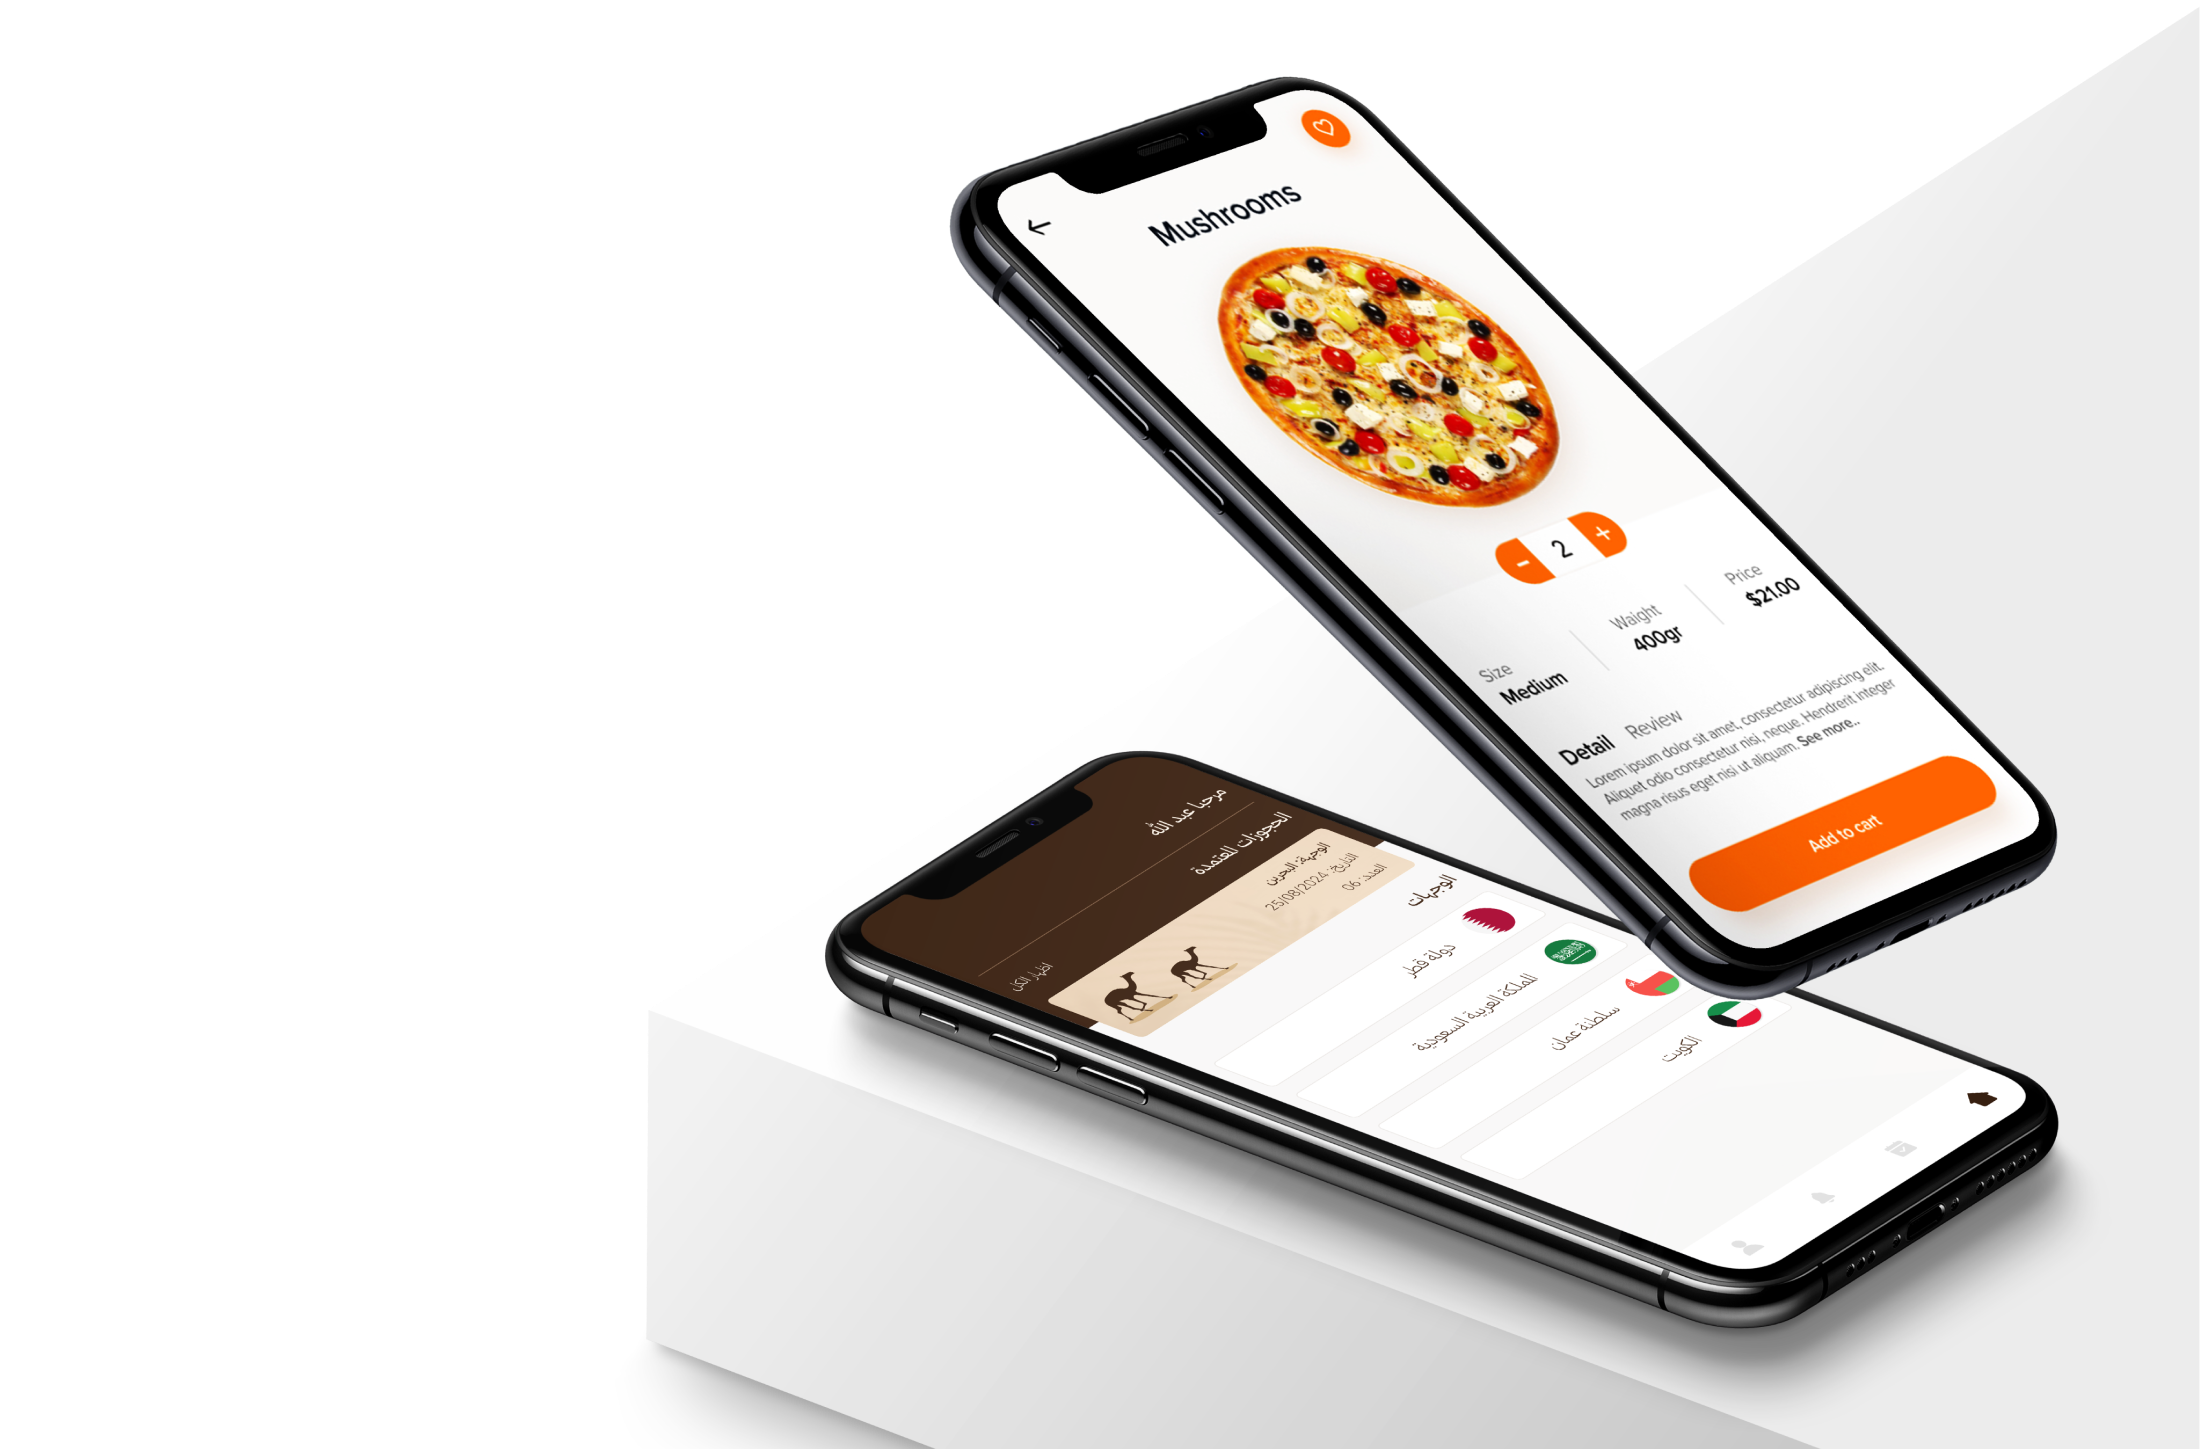 Mushrooms
2
Size
Medium
Waight
400gr
Price
$21.00
Detail Review
Lorem ipsum dolor sit amet, consectetur adipiscing elit.
Aliquet odio consectetur nisi, neque. Hendrerit integer
magna risus eget nisi ut aliquam. See more..
Add to cart
مرحبا عبد الله
الحجوزات المعتمدة
اظهار الكل
الوجهة: البحرين
التاريخ: 25/08/2024
العدد: 06
الوجهات
دولة قطر
المملكة العربية السعودية
سلطنة عمان
الكويت